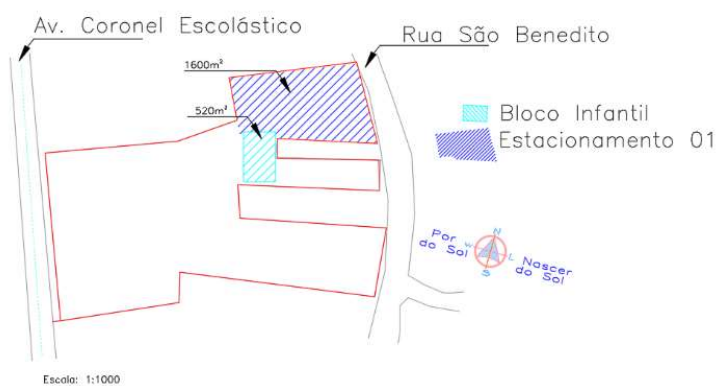 Av. Coronel Escolástico
Rua São Benedito
1600m²
520m²
Bloco Infantil
Estacionamento 01
N
Por
do Sol
W
L
Nascer
do Sol
S
Escala: 1:1000